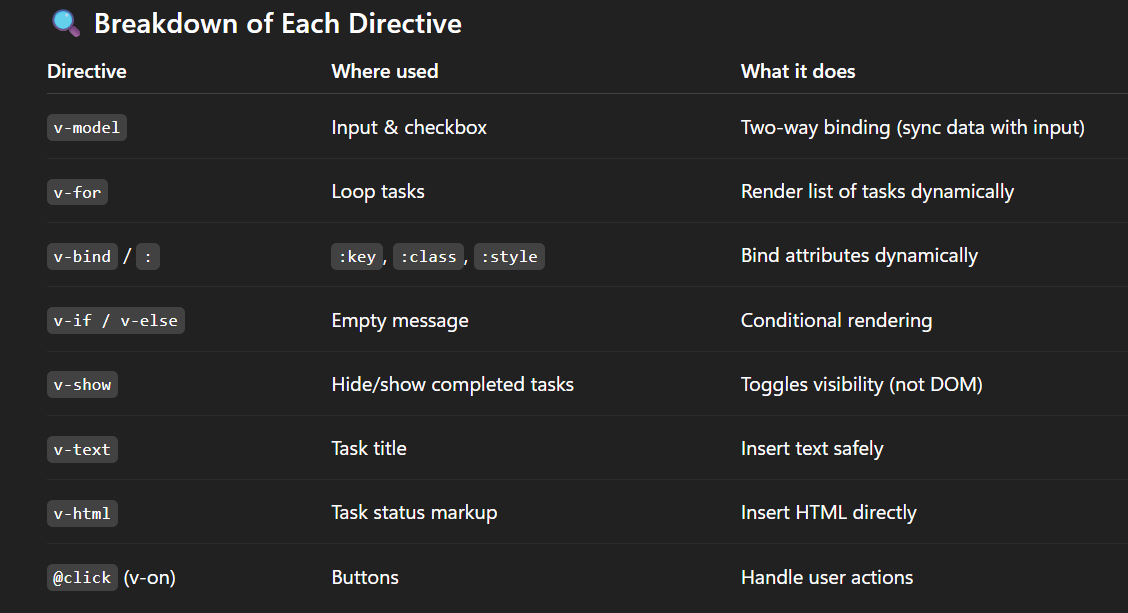 🔍 Breakdown of Each Directive
Directive Where used What it does
v-model Input & checkbox Two-way binding (sync data with input)
v-for Loop tasks Render list of tasks dynamically
v-bind / : :key, :class, :style Bind attributes dynamically
v-if / v-else Empty message Conditional rendering
v-show Hide/show completed tasks Toggles visibility (not DOM)
v-text Task title Insert text safely
v-html Task status markup Insert HTML directly
@click (v-on) Buttons Handle user actions